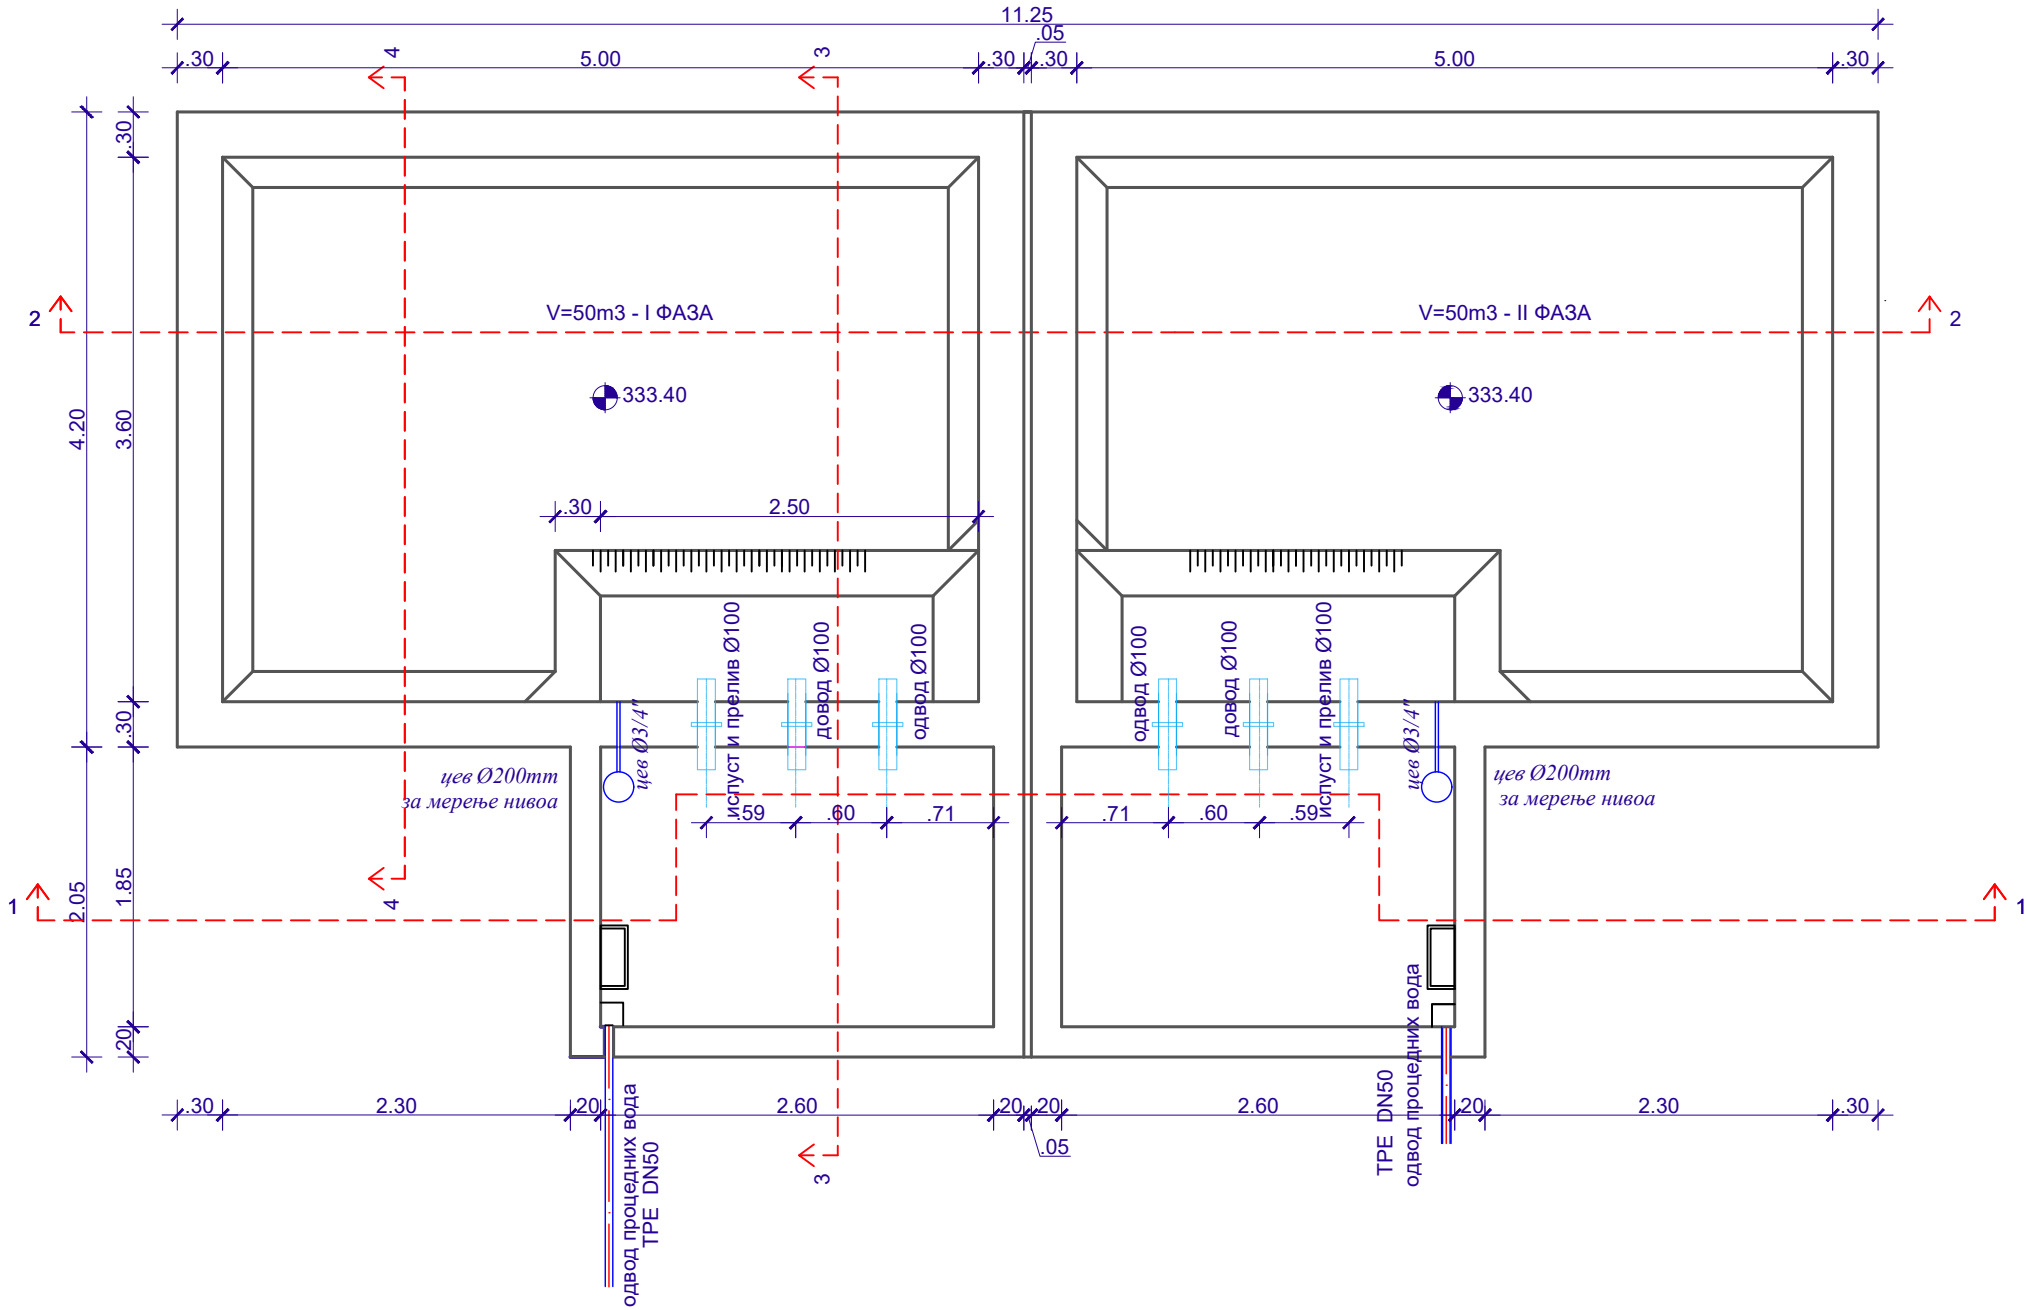 11.25
.05
.30
5.00
.30
.30
5.00
.30
4
3
.30
V=50m3 - I ФАЗА
V=50m3 - II ФАЗА
2
2
333.40
333.40
4.20
3.60
.30
2.50
испуст и прелив Ø100
довод Ø100
одвод Ø100
одвод Ø100
довод Ø100
испуст и прелив Ø100
цев Ø3/4"
цев Ø3/4"
.30
цев Ø200mm
за мерење нивоа
цев Ø200mm
за мерење нивоа
.59
.60
.71
.71
.60
.59
2.05
1.85
4
1
1
.20
.30
2.30
.20
2.60
.20
.20
2.60
.20
2.30
.30
.05
3
одвод процедних вода
TPE DN50
TPE DN50
одвод процедних вода